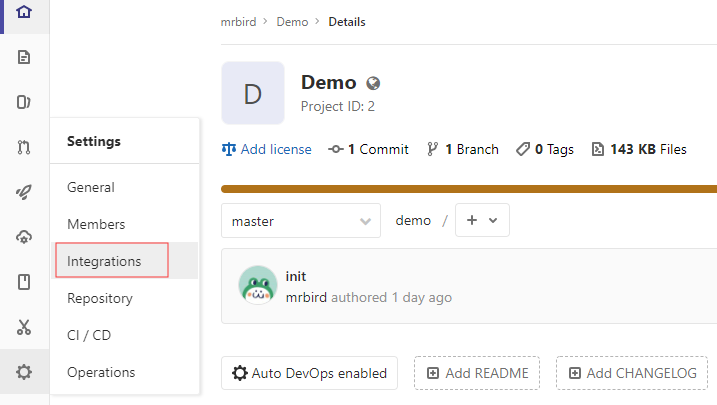 mrbird > Demo > Details
D
Demo
Project ID: 2
Add license 1 Commit 1 Branch 0 Tags 143 KB Files
Settings
General
Members
Integrations
Repository
CI / CD
Operations
master demo / +
init
mrbird authored 1 day ago
Auto DevOps enabled Add README Add CHANGELOG